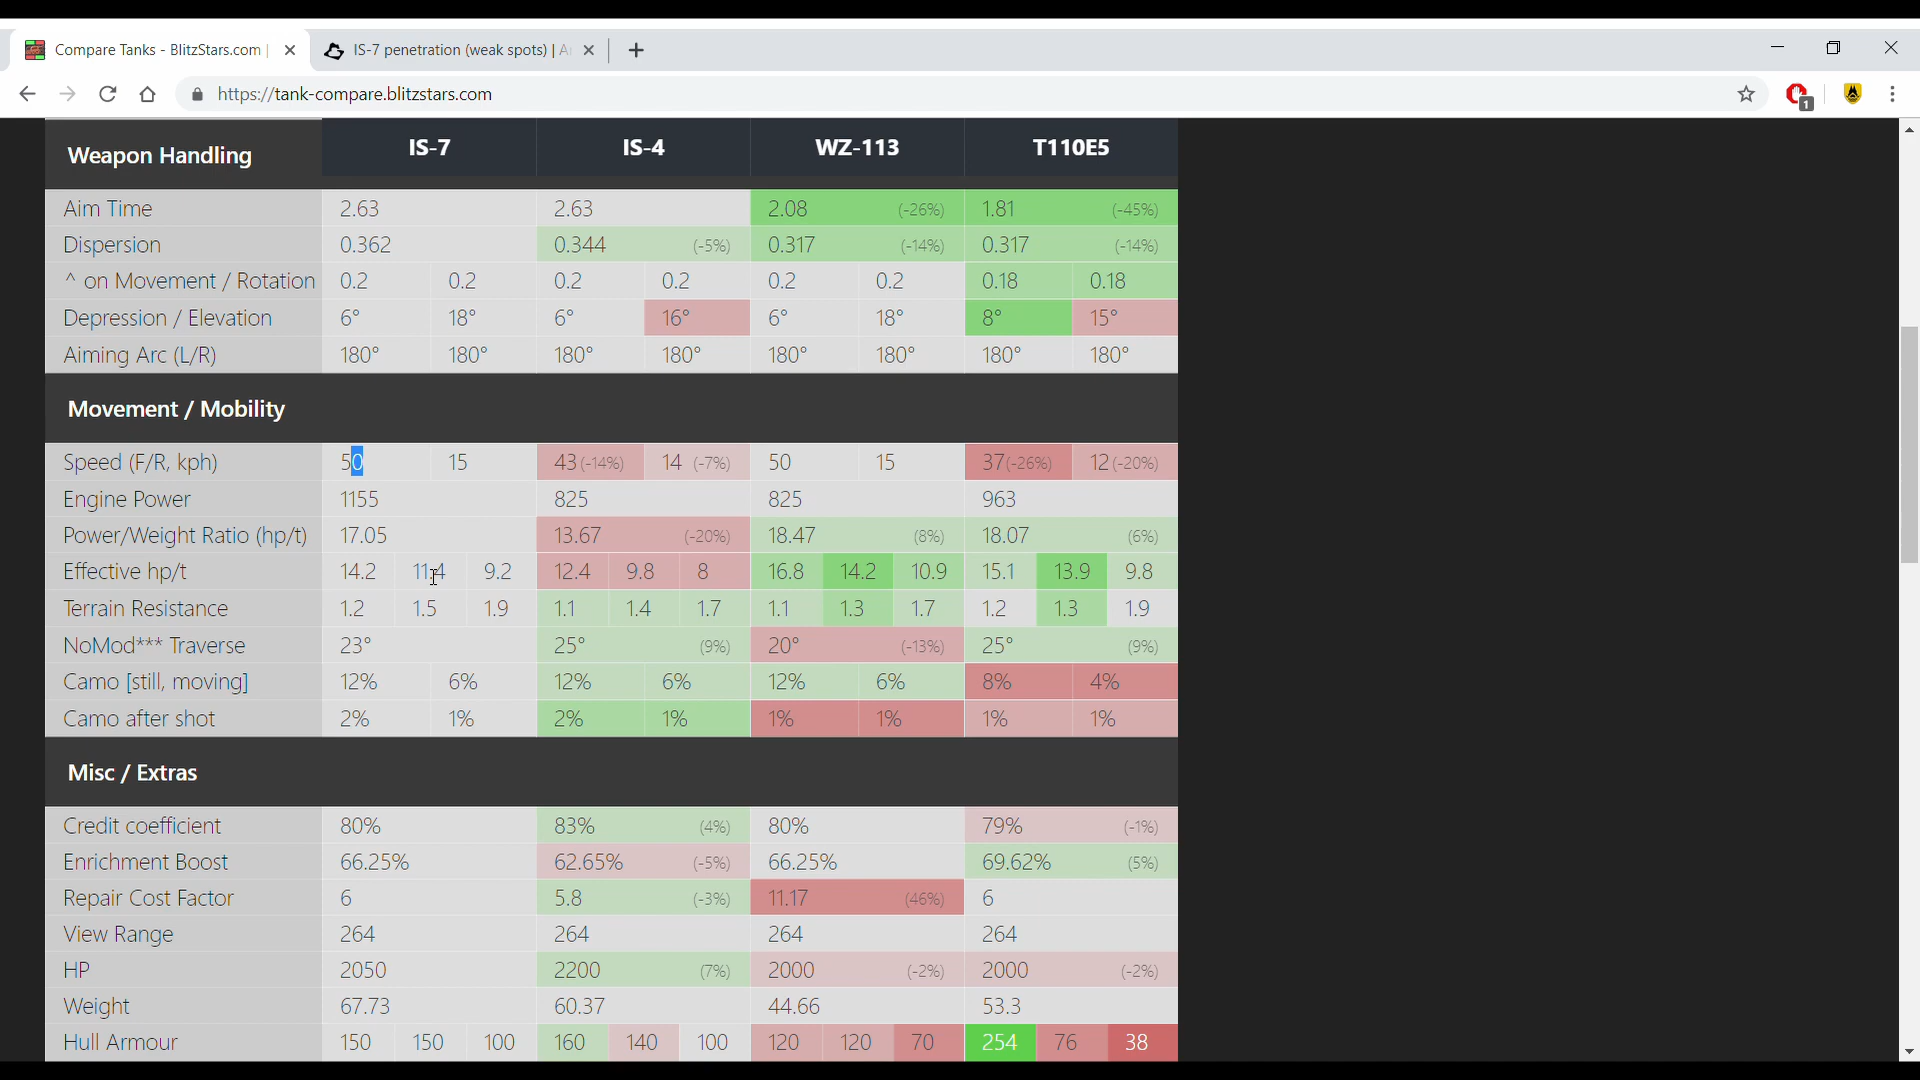 Compare Tanks - BlitzStars.com |
IS-7 penetration (weak spots) | A
https://tank-compare.blitzstars.com
1
Weapon Handling IS-7 IS-4 WZ-113 T110E5
Aim Time 2.63 2.63 2.08 (-26%) 1.81 (-45%)
Dispersion 0.362 0.344 (-5%) 0.317 (-14%) 0.317 (-14%)
^ on Movement / Rotation 0.2 0.2 0.2 0.2 0.2 0.2 0.18 0.18
Depression / Elevation 6° 18° 6° 16° 6° 18° 8° 15°
Aiming Arc (L/R) 180° 180° 180° 180° 180° 180° 180° 180°
Movement / Mobility
Speed (F/R, kph) 50 15 43 (-14%) 14 (-7%) 50 15 37 (-26%) 12 (-20%)
Engine Power 1155 825 825 963
Power/Weight Ratio (hp/t) 17.05 13.67 (-20%) 18.47 (8%) 18.07 (6%)
Effective hp/t 14.2 11.4 9.2 12.4 9.8 8 16.8 14.2 10.9 15.1 13.9 9.8
Terrain Resistance 1.2 1.5 1.9 1.1 1.4 1.7 1.1 1.3 1.7 1.2 1.3 1.9
NoMod*** Traverse 23° 25° (9%) 20° (-13%) 25° (9%)
Camo [still, moving] 12% 6% 12% 6% 12% 6% 8% 4%
Camo after shot 2% 1% 2% 1% 1% 1% 1% 1%
Misc / Extras
Credit coefficient 80% 83% (4%) 80% 79% (-1%)
Enrichment Boost 66.25% 62.65% (-5%) 66.25% 69.62% (5%)
Repair Cost Factor 6 5.8 (-3%) 11.17 (46%) 6
View Range 264 264 264 264
HP 2050 2200 (7%) 2000 (-2%) 2000 (-2%)
Weight 67.73 60.37 44.66 53.3
Hull Armour 150 150 100 160 140 100 120 120 70 254 76 38